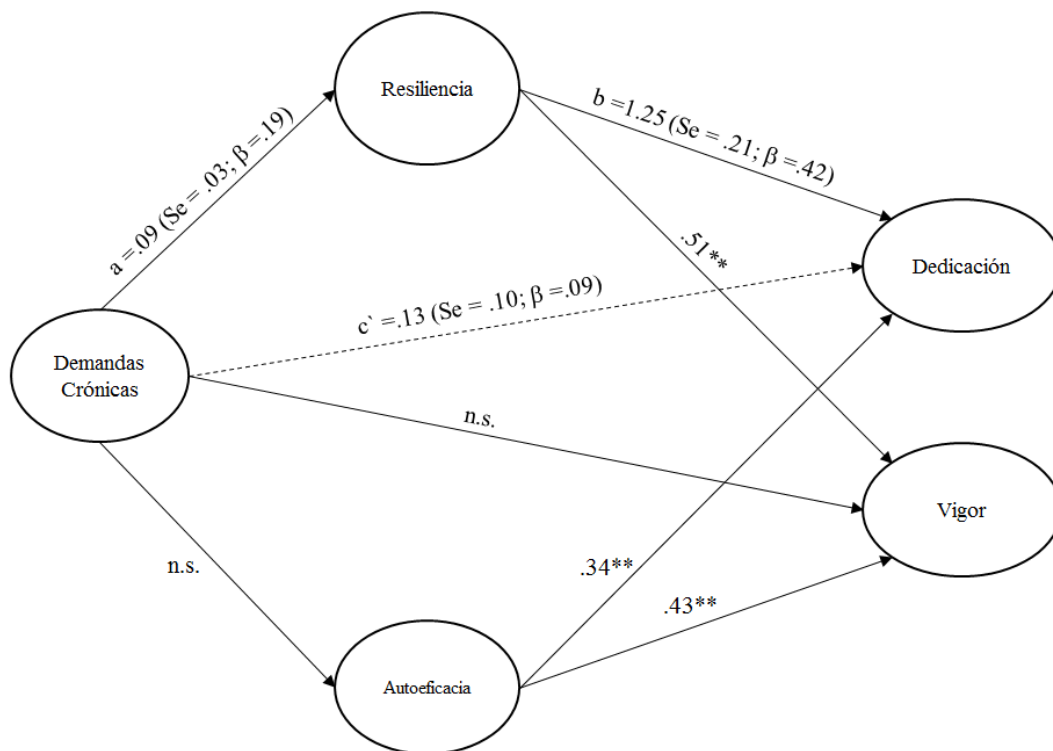 Resiliencia
a =.09 (Se = .03; β =.19)
b =1.25 (Se = .21; β =.42)
.51**
Dedicación
c` =.13 (Se = .10; β =.09)
Demandas
Crónicas
n.s.
Vigor
n.s.
.34**
.43**
Autoeficacia